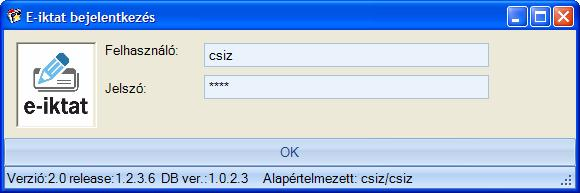 E-iktat bejelentkezés
Felhasználó: csiz
Jelszó: ****
e-iktat
OK
Verzió:2.0 release:1.2.3.6 DB ver.:1.0.2.3 Alapértelmezett: csiz/csiz